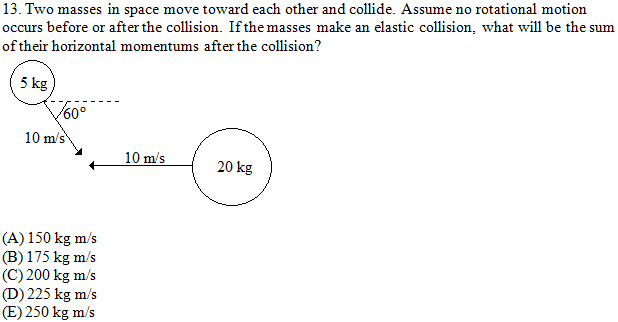 13. Two masses in space move toward each other and collide. Assume no rotational motion
occurs before or after the collision. If the masses make an elastic collision, what will be the sum
of their horizontal momentums after the collision?
5 kg
60°
10 m/s
10 m/s
20 kg
(A) 150 kg m/s
(B) 175 kg m/s
(C) 200 kg m/s
(D) 225 kg m/s
(E) 250 kg m/s